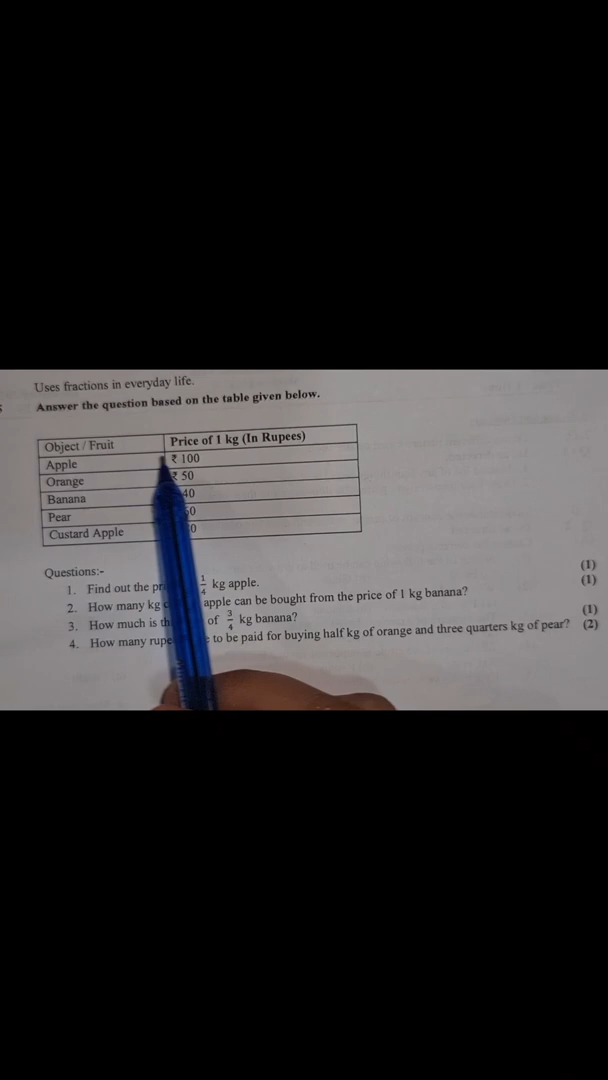 Uses fractions in everyday life.
Answer the question based on the table given below.
Object / Fruit Price of 1 kg (In Rupees)
Apple ₹ 100
Orange ₹ 50
Banana 40
Pear
Custard Apple
Questions:-
1. Find out the 1/4 kg apple. (1)
2. How many kg apple can be bought from the price of 1 kg banana? (1)
3. How much is of 3/4 kg banana? (1)
4. How many to be paid for buying half kg of orange and three quarters kg of pear? (2)